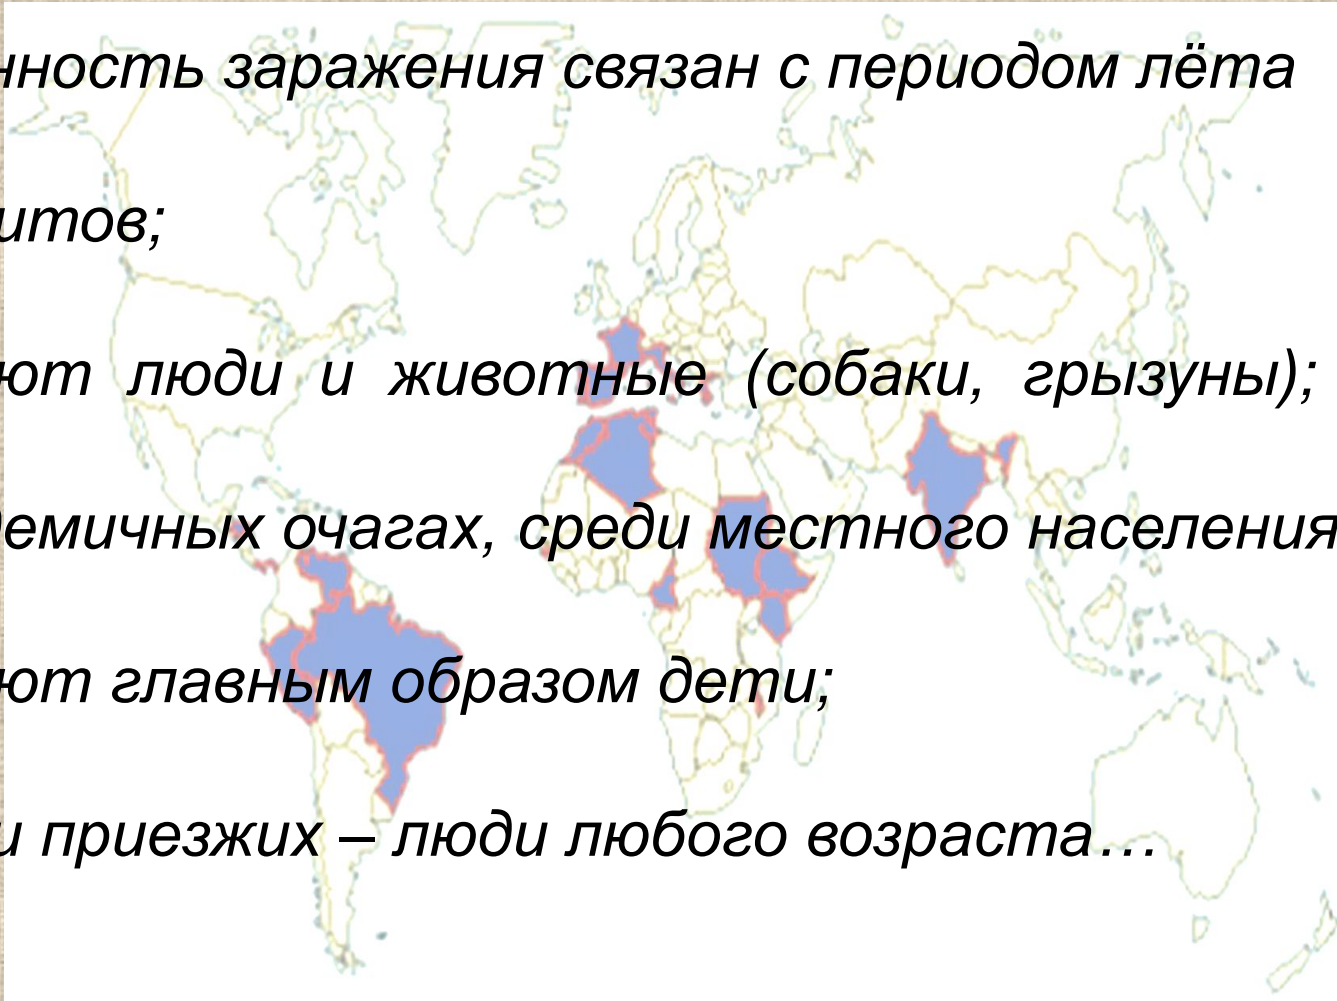 нность заражения связан с периодом лёта
итов;
ют люди и животные (собаки, грызуны);
демичных очагах, среди местного населения
ют главным образом дети;
и приезжих – люди любого возраста…